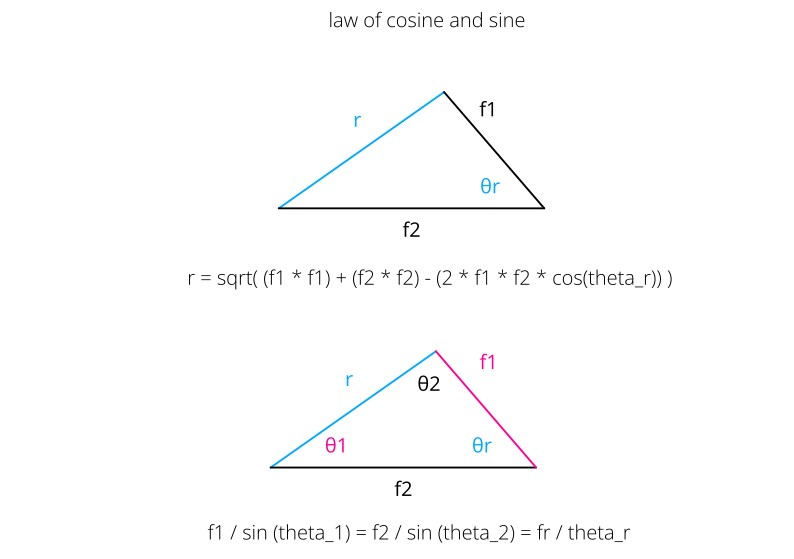 law of cosine and sine
r
f1
θr
f2
r = sqrt( (f1 * f1) + (f2 * f2) - (2 * f1 * f2 * cos(theta_r)) )
f1
r
θ2
θ1
θr
f2
f1 / sin (theta_1) = f2 / sin (theta_2) = fr / theta_r